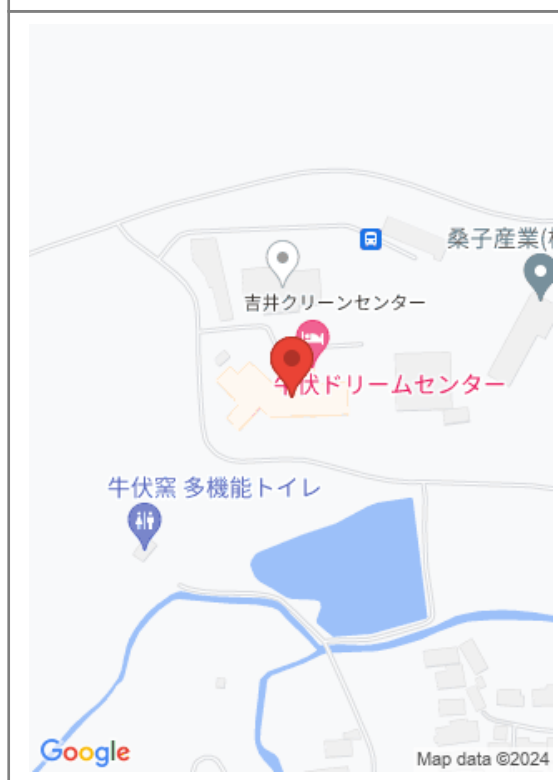 桑子産業(
吉井クリーンセンター
牛伏ドリームセンター
牛伏窯 多機能トイレ
Google
Map data ©2024